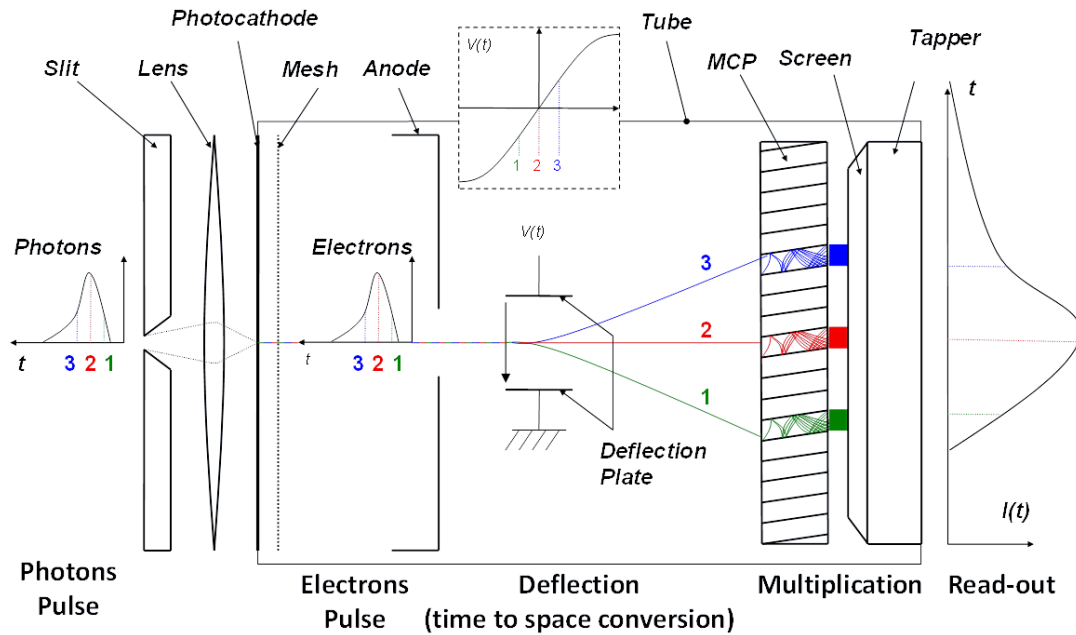 Photocathode
Tube
V(t)
Tapper
Slit
Lens
Mesh
Anode
MCP
Screen
t
1 2 3
Photons
Electrons
V(t)
3
2
1
t
3 2 1
t
3 2 1
Deflection
Plate
I(t)
Photons
Pulse
Electrons
Pulse
Deflection
(time to space conversion)
Multiplication
Read-out